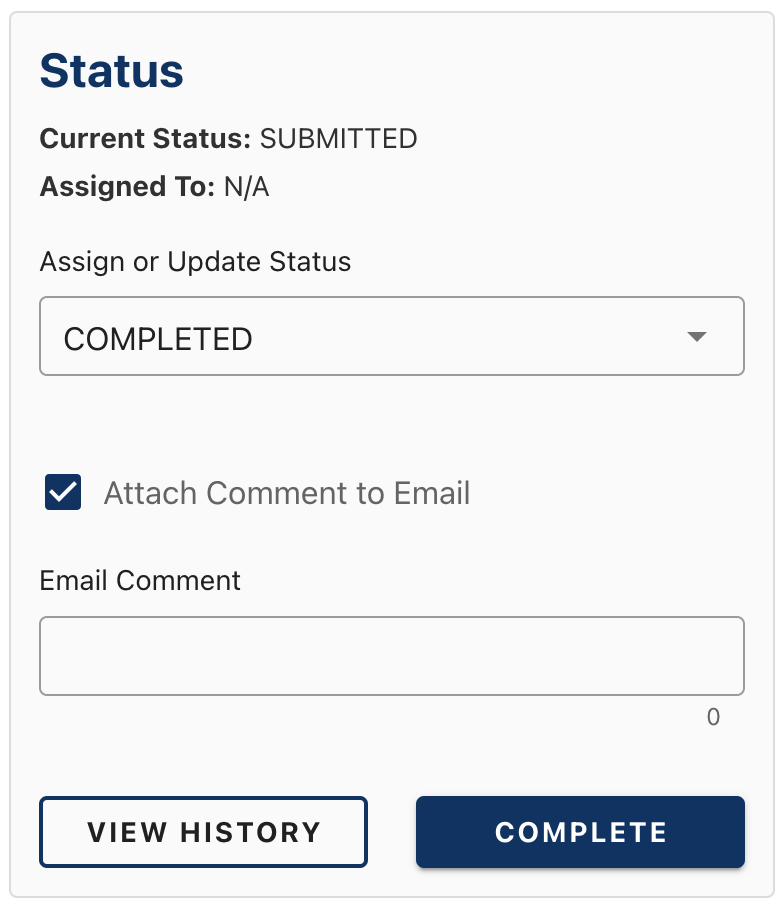 Status
Current Status: SUBMITTED
Assigned To: N/A
Assign or Update Status
COMPLETED
Attach Comment to Email
Email Comment
0
VIEW HISTORY COMPLETE